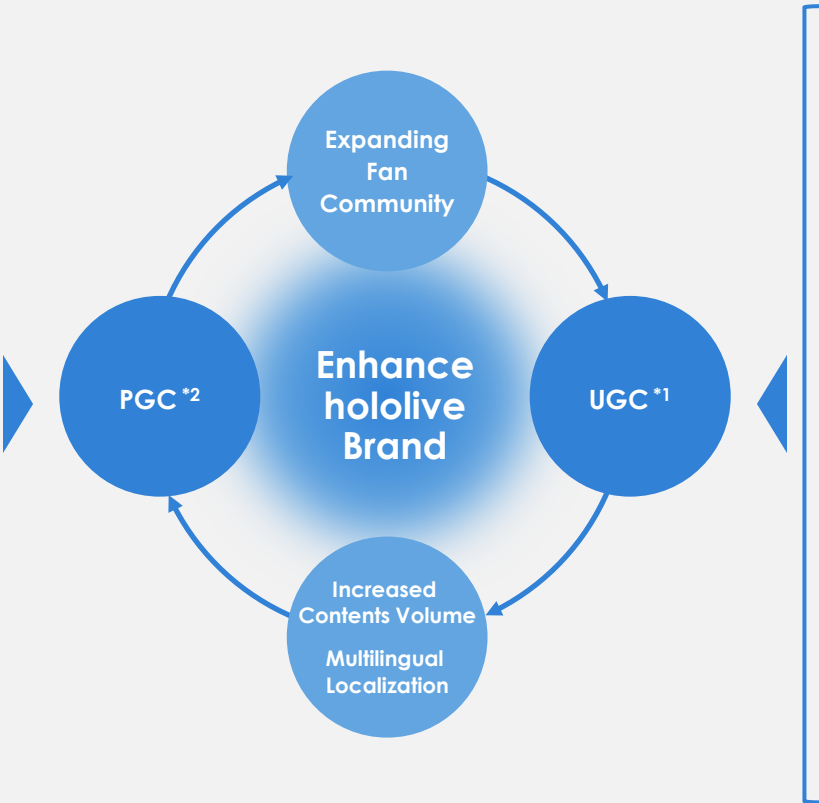 Expanding
Fan
Community
PGC *2
Enhance
hololive
Brand
UGC *1
Increased
Contents Volume
Multilingual
Localization